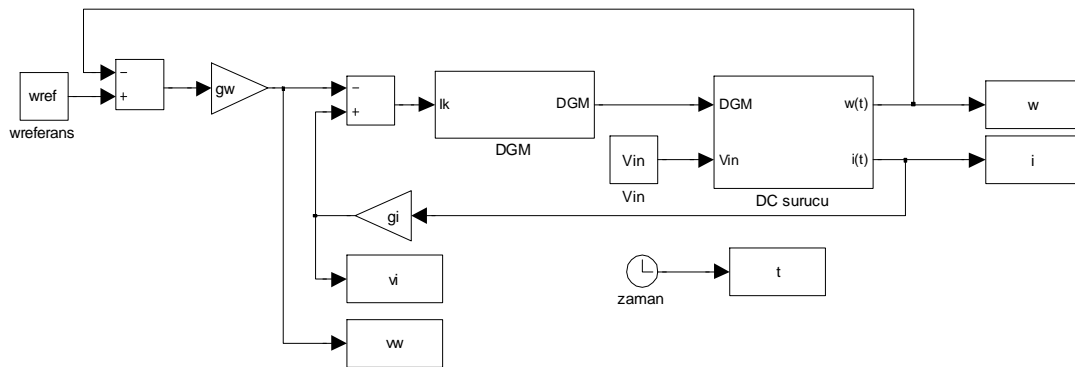 wref
wreferans
−
+
gw
−
+
Ik
DGM
DGM
Vin
Vin
DGM
Vin
w(t)
i(t)
DC surucu
w
i
gi
vi
vw
zaman
t